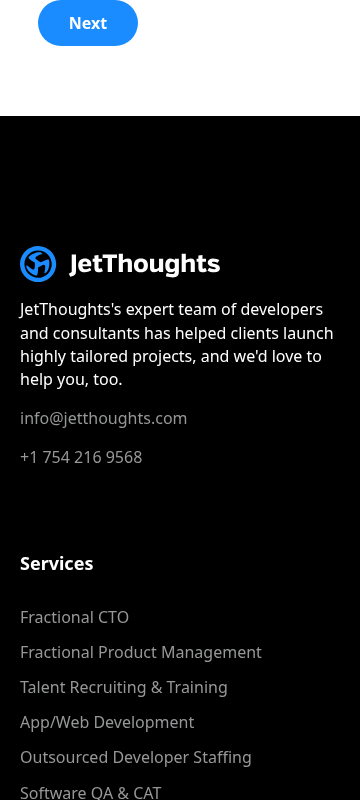 Next
JetThoughts
JetThoughts's expert team of developers
and consultants has helped clients launch
highly tailored projects, and we'd love to
help you, too.
info@jetthoughts.com
+1 754 216 9568
Services
Fractional CTO
Fractional Product Management
Talent Recruiting & Training
App/Web Development
Outsourced Developer Staffing
Software QA & CAT